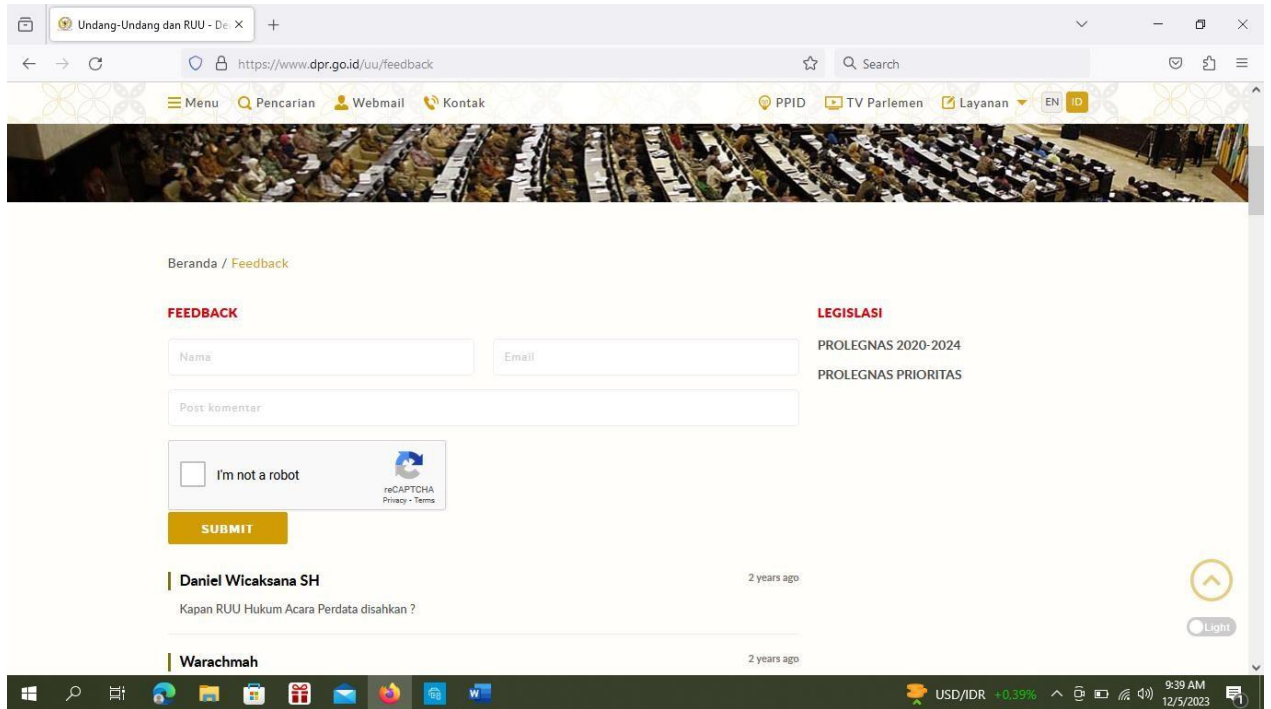 Undang-Undang dan RUU - De
https://www.dpr.go.id/uu/feedback
Search
Menu Pencarian Webmail Kontak
PPID TV Parlemen Layanan EN ID
Beranda / Feedback
FEEDBACK
Nama
Email
Post komentar
I'm not a robot
reCAPTCHA
Privacy - Terms
SUBMIT
LEGISLASI
PROLEGNAS 2020-2024
PROLEGNAS PRIORITAS
Daniel Wicaksana SH
2 years ago
Kapan RUU Hukum Acara Perdata disahkan ?
Warachmah
2 years ago
Light
USD/IDR +0,39%
9:39 AM
12/5/2023